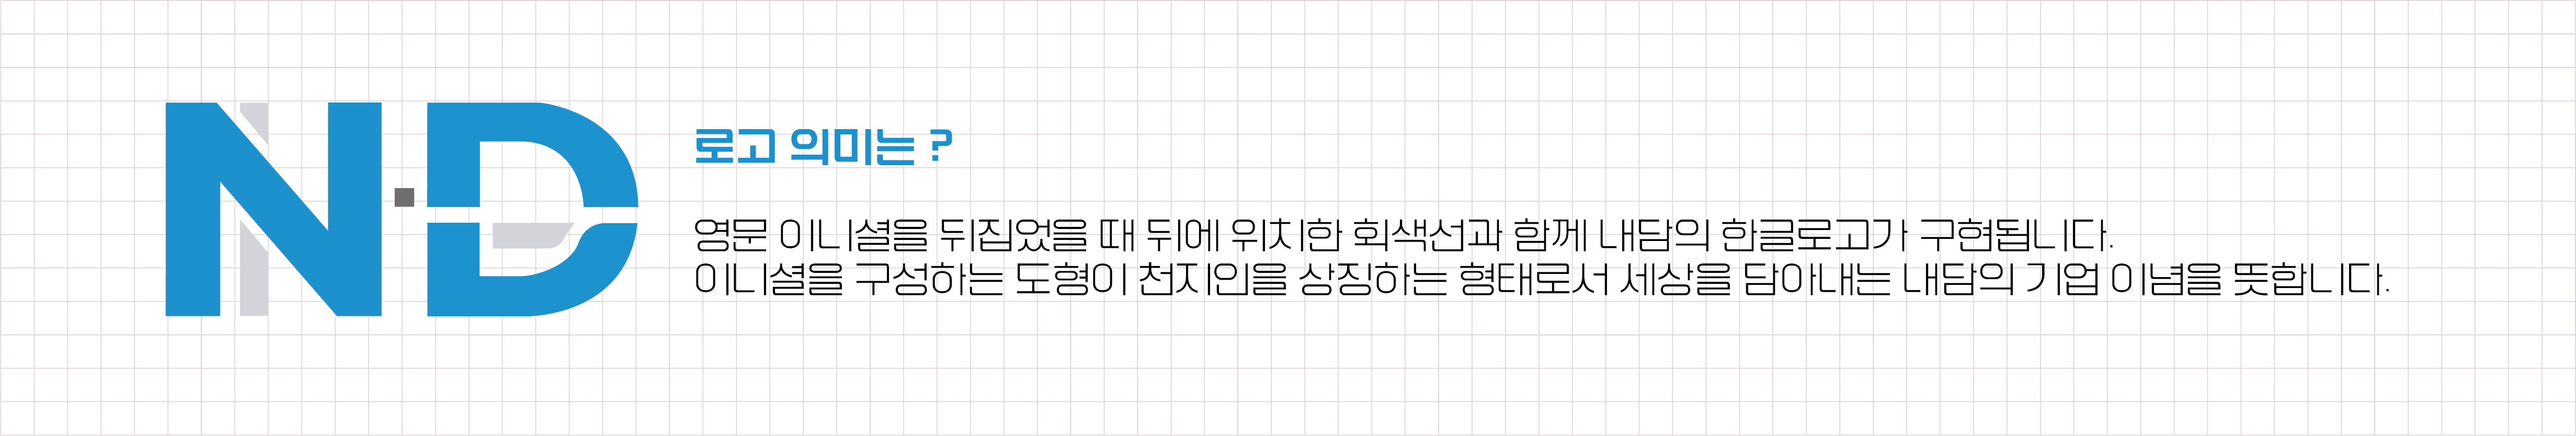 N·D
로고 의미는 ?
영문 이니셜을 뒤집었을 때 뒤에 위치한 회색선과 함께 내담의 한글로고가 구현됩니다.
이니셜을 구성하는 도형이 천지인을 상징하는 형태로서 세상을 담아내는 내담의 기업 이념을 뜻합니다.